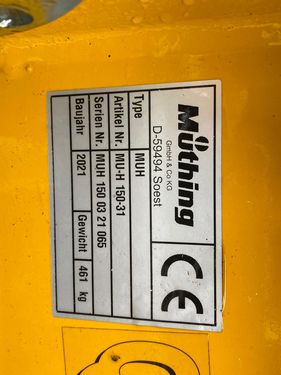 Müthing
GmbH & Co KG
D-59494 Soest
CE
Type MUH
Artikel Nr. MU-H 150-31
Serien Nr. MUH 150 03 21 065
Baujahr 2021 Gewicht 461 kg